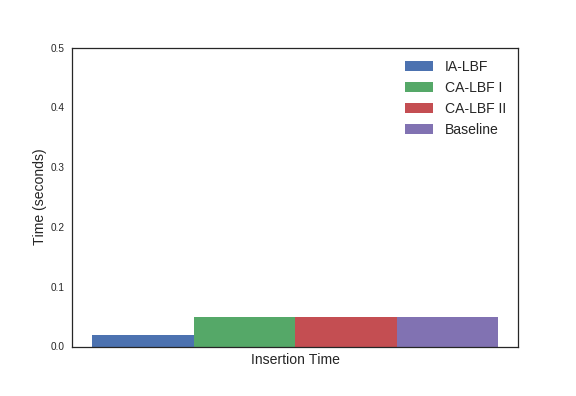 0.5
0.4
0.3
0.2
0.1
0.0
Time (seconds)
Insertion Time
IA-LBF
CA-LBF I
CA-LBF II
Baseline